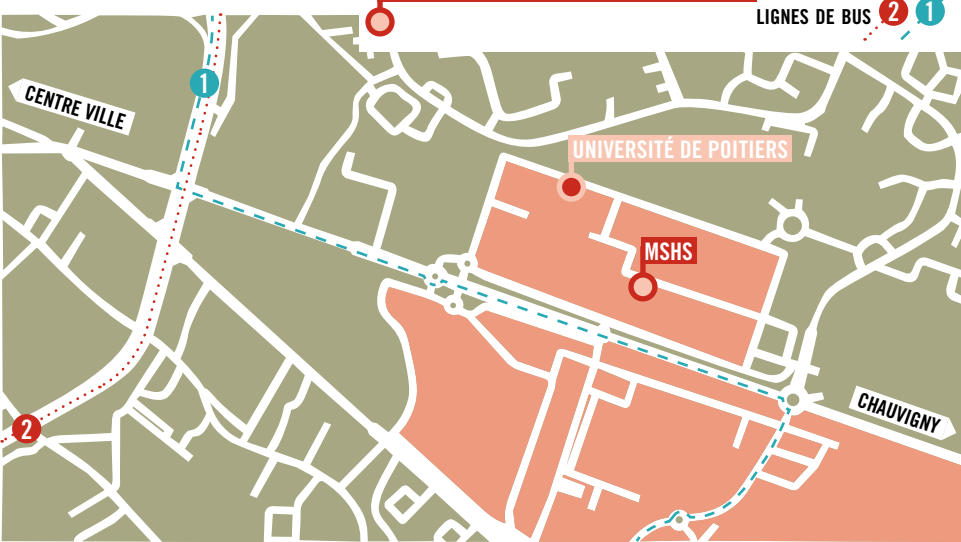 LIGNES DE BUS 2 1
1
CENTRE VILLE
UNIVERSITÉ DE POITIERS
MSHS
CHAUVIGNY
2